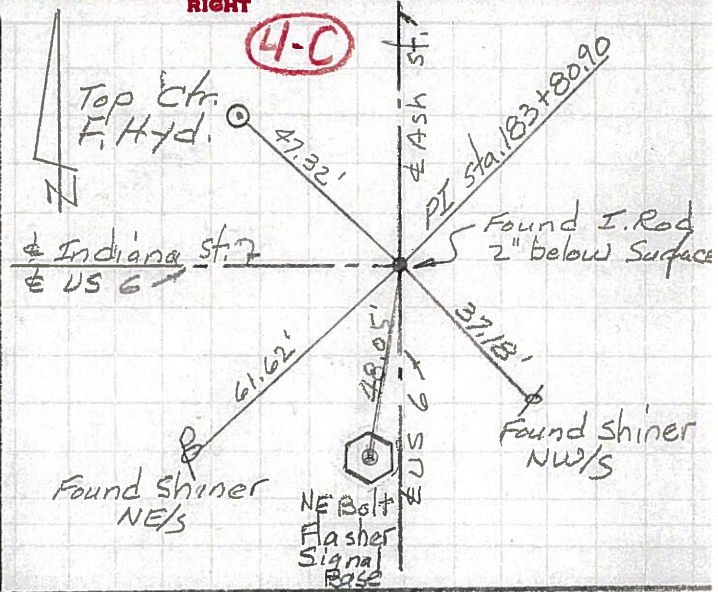 RIGHT
4-C
Top Ctr.
F. Hyd.
47.32'
℄ Ash St.
PI Sta. 183+80.90
℄ Indiana St.
℄ US 6
Found I. Rod
2" below Surface
61.62'
48.05'
37.18'
℄ US 6
Found Shiner
NW/S
Found Shiner
NE/S
NE Bolt
Flasher
Signal
Base
N